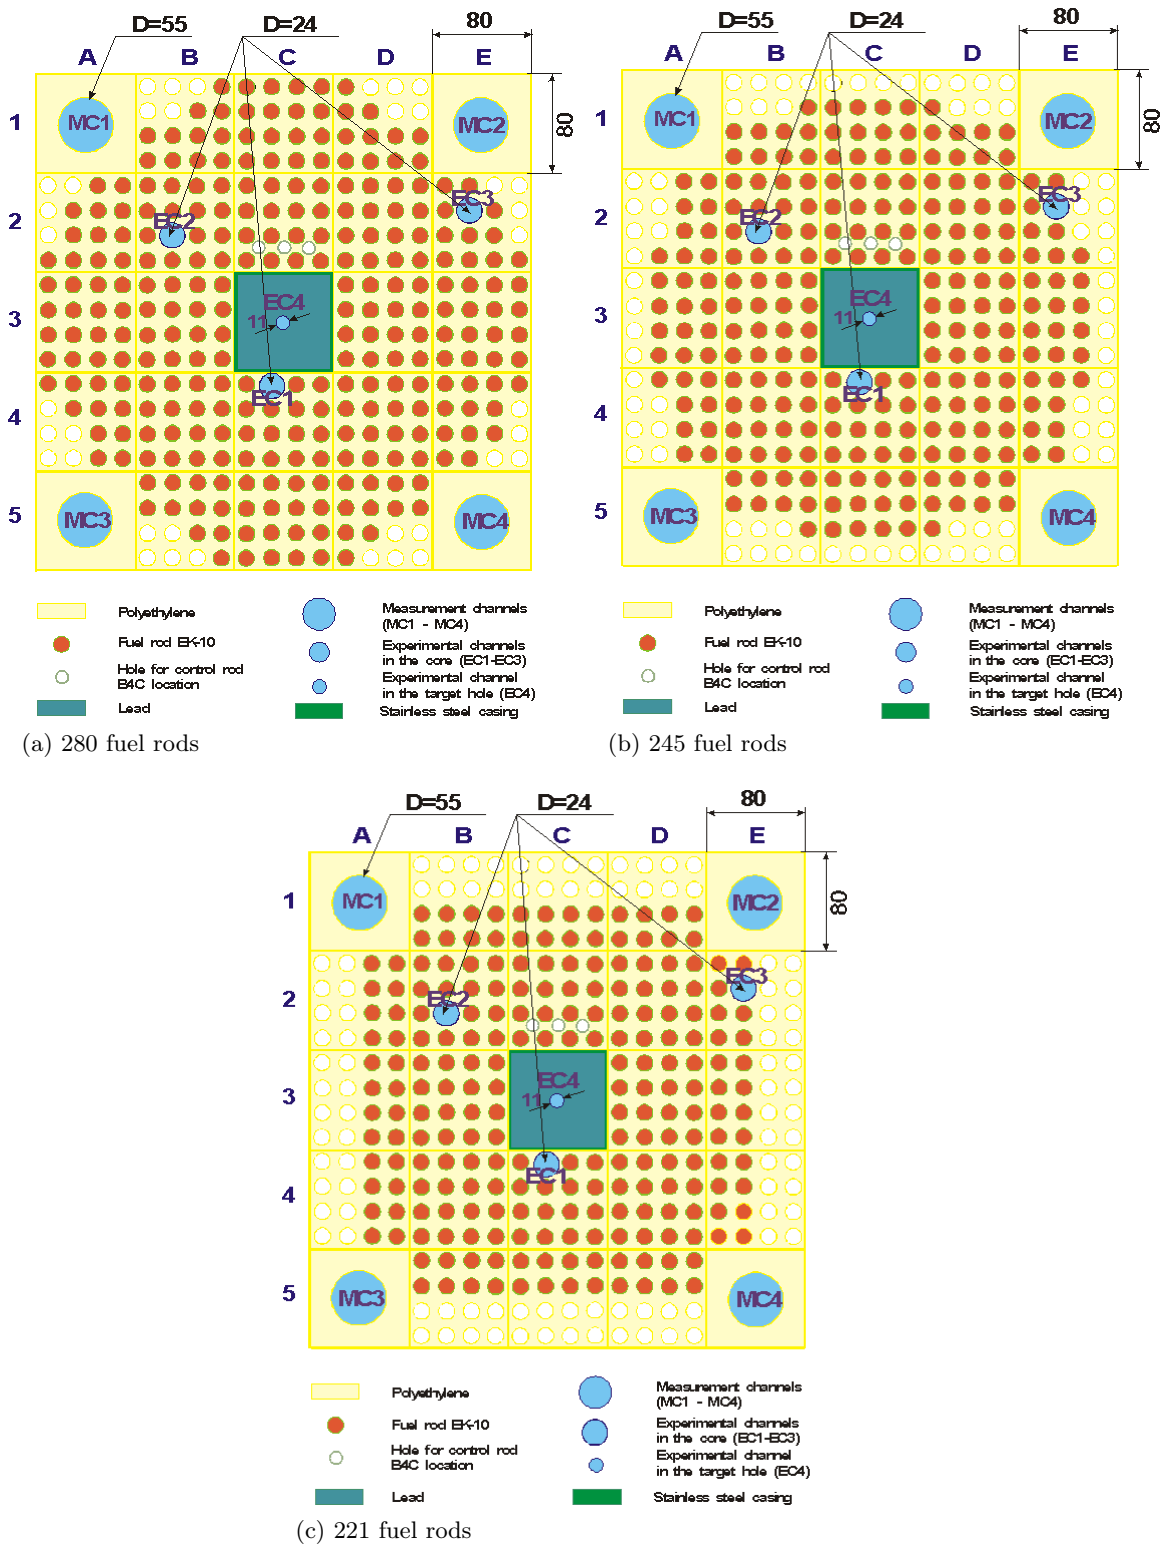 D=55 D=24 80
A B C D E
80
1 MC1 MC2
EC3
2 EC2
EC4
3 11
EC1
4
5 MC3 MC4
Polyethylene
Fuel rod EK-10
Hole for control rod
B4C location
Lead
Measurement channels
(MC1 - MC4)
Experimental channels
in the core (EC1-EC3)
Experimental channel
in the target hole (EC4)
Stainless steel casing
(a) 280 fuel rods
D=55 D=24 80
A B C D E
80
1 MC1 MC2
EC3
2 EC2
EC4
3 11
EC1
4
5 MC3 MC4
Polyethylene
Fuel rod EK-10
Hole for control rod
B4C location
Lead
Measurement channels
(MC1 - MC4)
Experimental channels
in the core (EC1-EC3)
Experimental channel
in the target hole (EC4)
Stainless steel casing
(b) 245 fuel rods
D=55 D=24 80
A B C D E
80
1 MC1 MC2
EC3
2 EC2
EC4
3 11
EC1
4
5 MC3 MC4
Polyethylene
Fuel rod EK-10
Hole for control rod
B4C location
Lead
Measurement channels
(MC1 - MC4)
Experimental channels
in the core (EC1-EC3)
Experimental channel
in the target hole (EC4)
Stainless steel casing
(c) 221 fuel rods